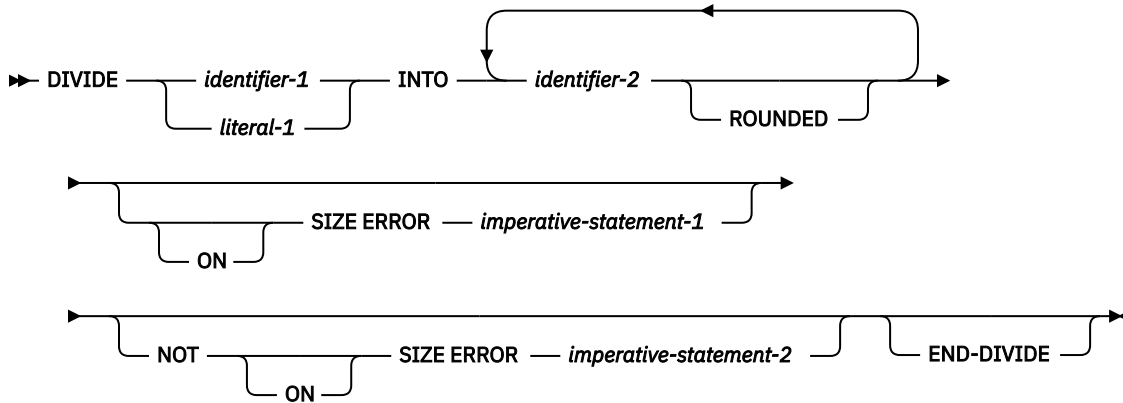 DIVIDE identifier-1 INTO identifier-2
literal-1 ROUNDED
SIZE ERROR imperative-statement-1
ON
NOT SIZE ERROR imperative-statement-2 END-DIVIDE
ON